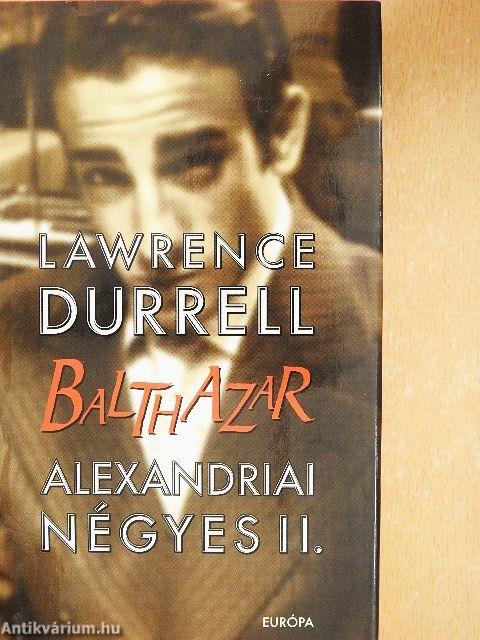 LAWRENCE
DURRELL
BALTHAZAR
ALEXANDRIAI
NÉGYES II.
EURÓPA
Antikvárium.hu